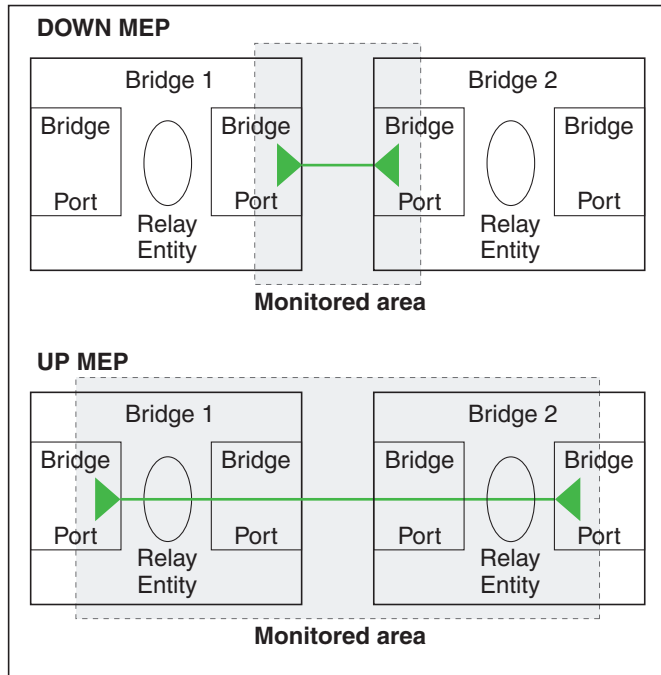 DOWN MEP
Bridge 1
Bridge 2
Bridge
Bridge
Bridge
Bridge
Port
Port
Port
Port
Relay
Entity
Relay
Entity
Monitored area
UP MEP
Bridge 1
Bridge 2
Bridge
Bridge
Bridge
Bridge
Port
Port
Port
Port
Relay
Entity
Relay
Entity
Monitored area